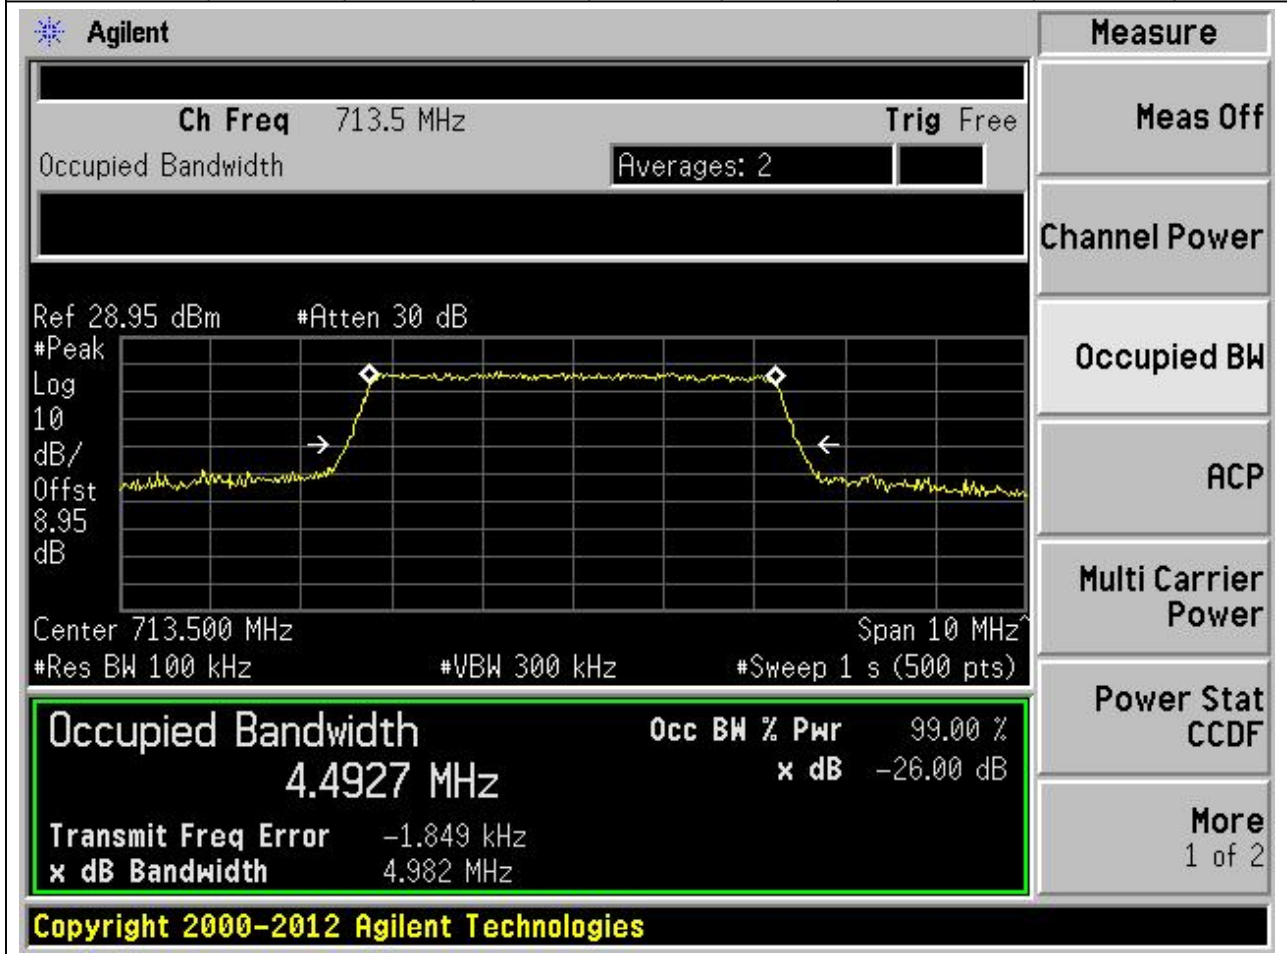 Agilent
Measure
Ch Freq 713.5 MHz Trig Free
Occupied Bandwidth Averages: 2
Meas Off
Channel Power
Occupied BW
ACP
Multi Carrier
Power
Power Stat
CCDF
More
1 of 2
Ref 28.95 dBm #Atten 30 dB
#Peak
Log
10
dB/
Offst
8.95
dB
Center 713.500 MHz Span 10 MHz^
#Res BW 100 kHz #VBW 300 kHz #Sweep 1 s (500 pts)
Occupied Bandwidth Occ BW % Pwr 99.00 %
4.4927 MHz x dB -26.00 dB
Transmit Freq Error -1.849 kHz
x dB Bandwidth 4.982 MHz
Copyright 2000-2012 Agilent Technologies